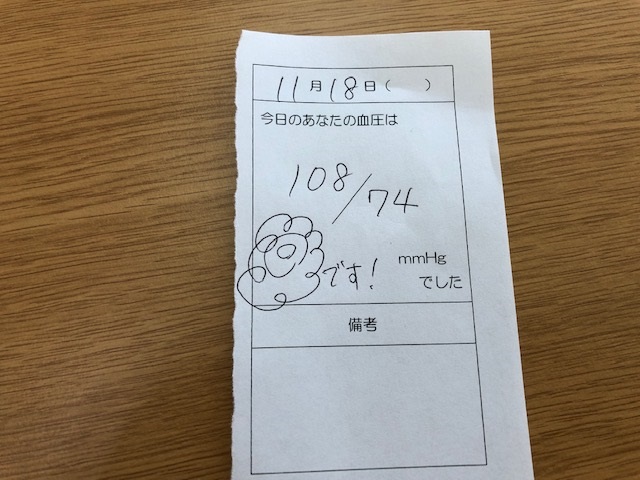 11月18日(  )
今日のあなたの血圧は
108/74
です!
mmHg
でした
備考